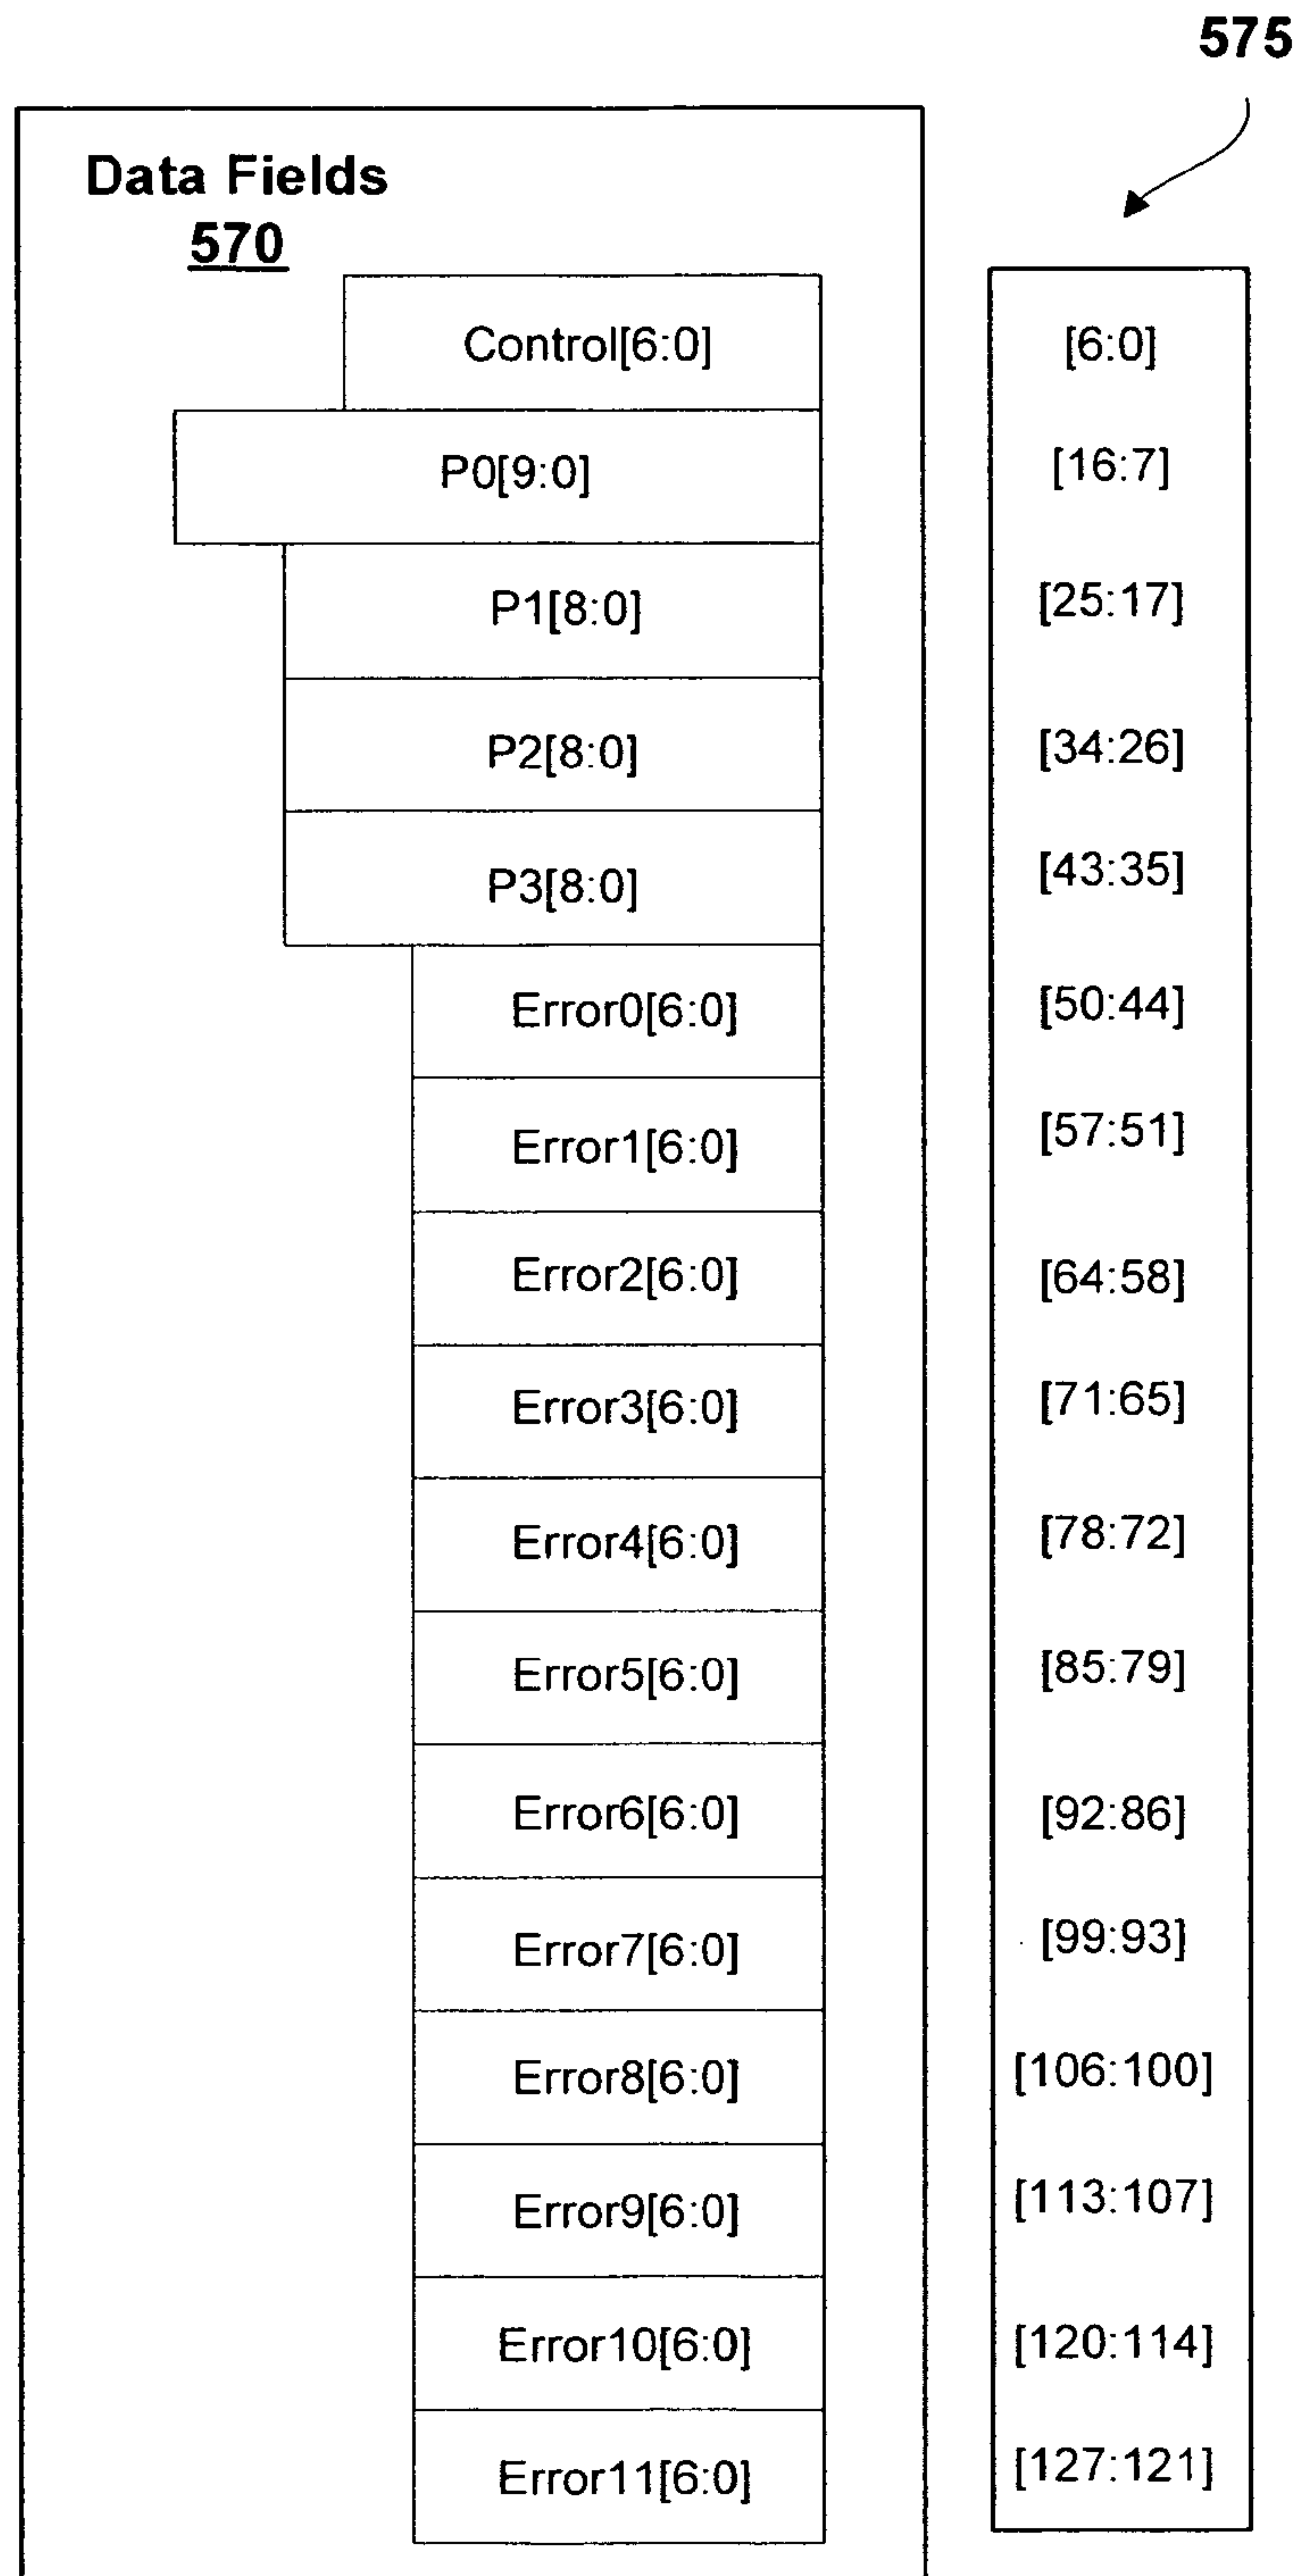 575
Data Fields
570
Control[6:0] [6:0]
P0[9:0] [16:7]
P1[8:0] [25:17]
P2[8:0] [34:26]
P3[8:0] [43:35]
Error0[6:0] [50:44]
Error1[6:0] [57:51]
Error2[6:0] [64:58]
Error3[6:0] [71:65]
Error4[6:0] [78:72]
Error5[6:0] [85:79]
Error6[6:0] [92:86]
Error7[6:0] [99:93]
Error8[6:0] [106:100]
Error9[6:0] [113:107]
Error10[6:0] [120:114]
Error11[6:0] [127:121]